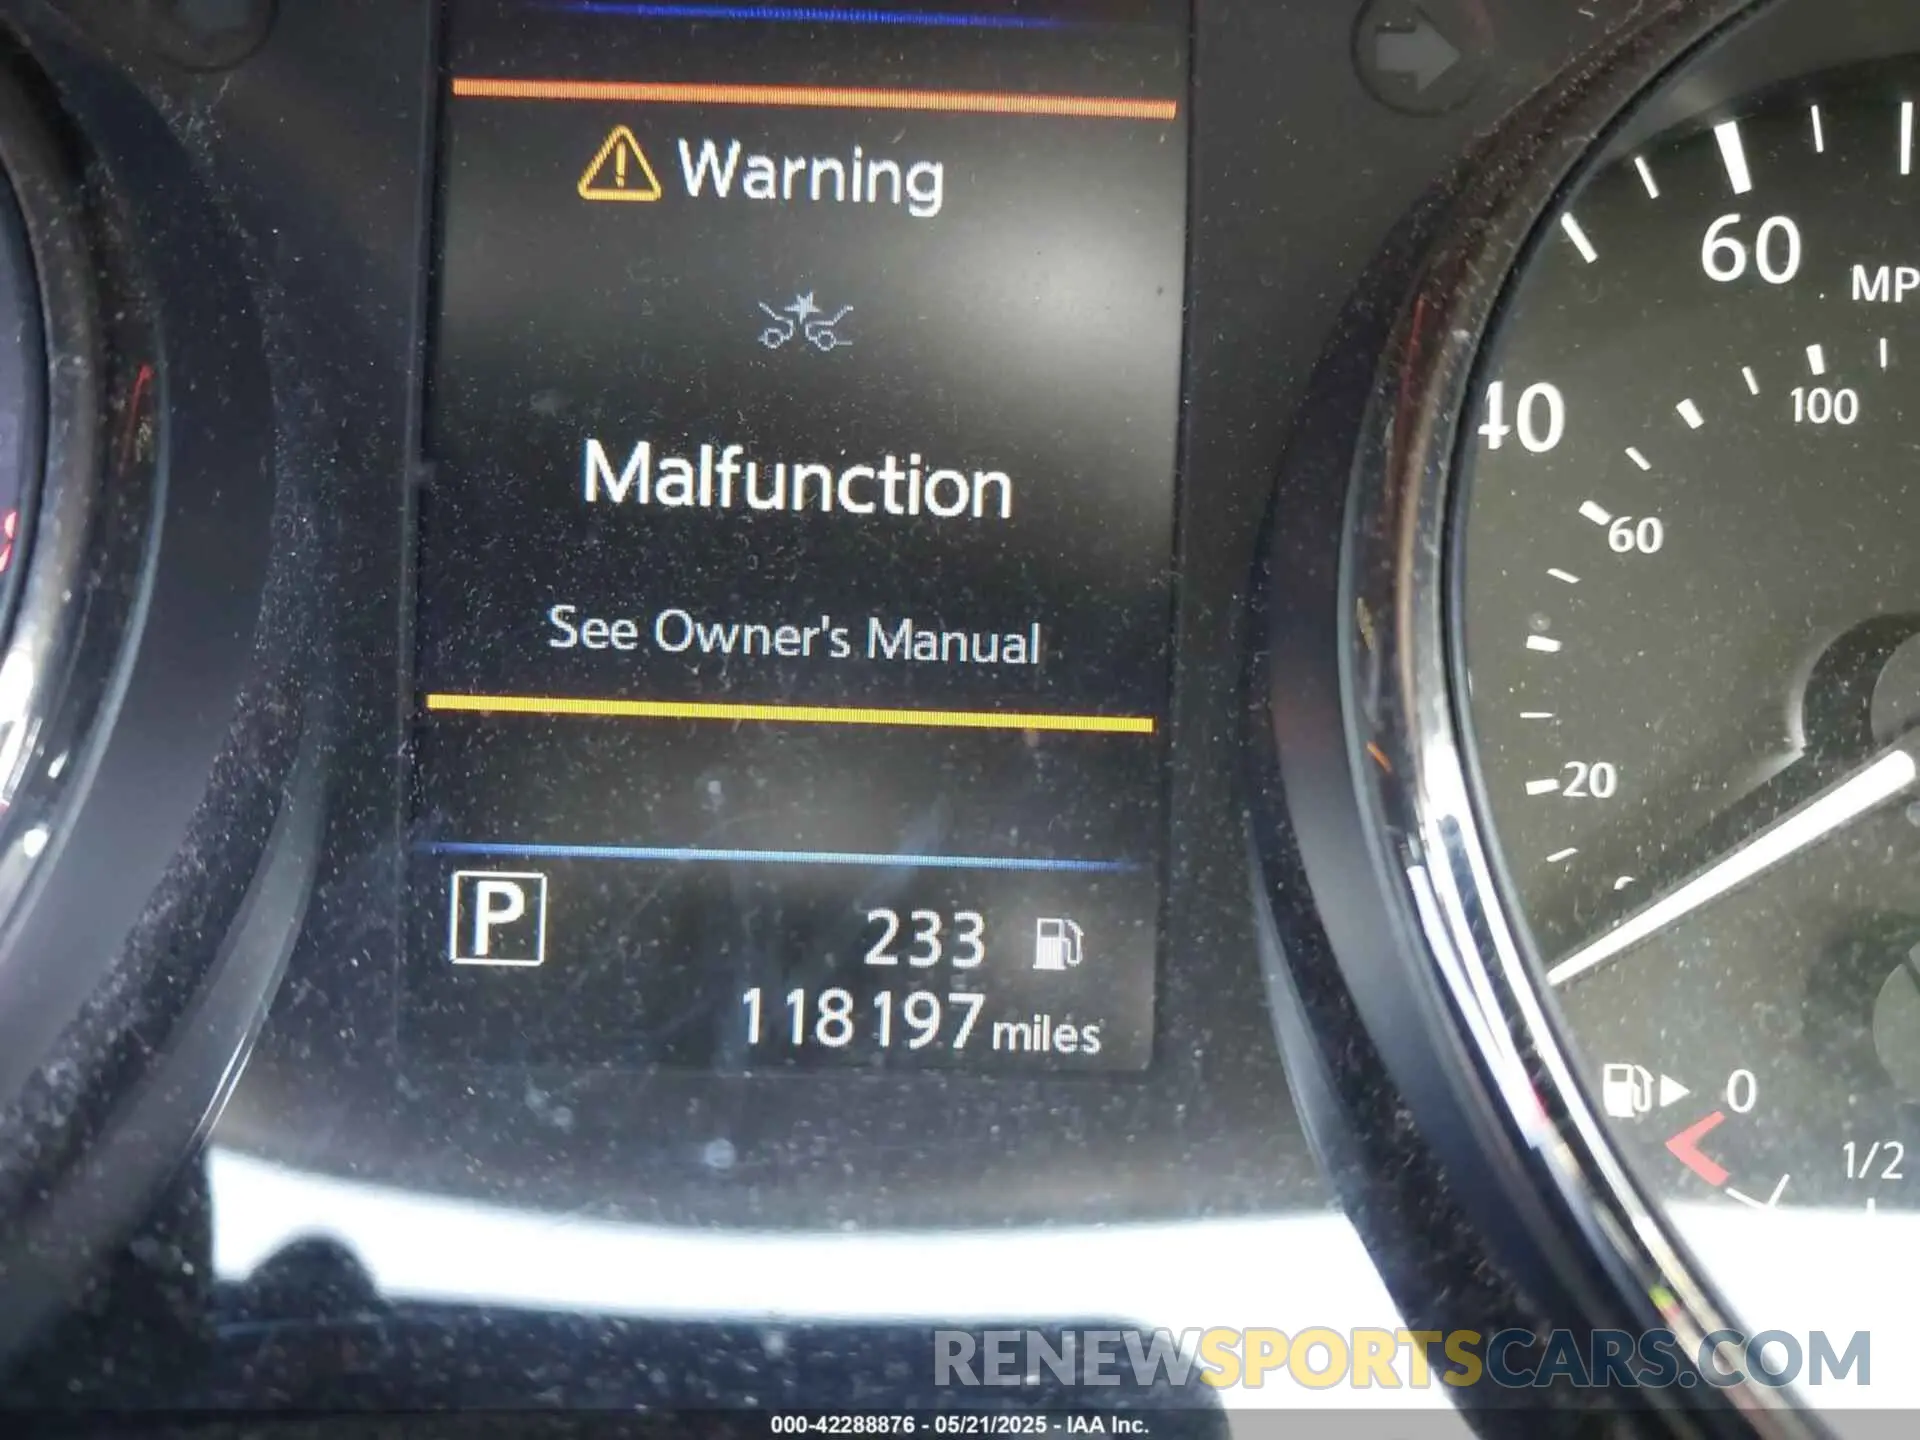 Warning
Malfunction
See Owner's Manual
P
233
118197 miles
60
MP
40
100
60
20
0
1/2
RENEWSPORTSCARS.COM
000-42288876 - 05/21/2025 - IAA Inc.